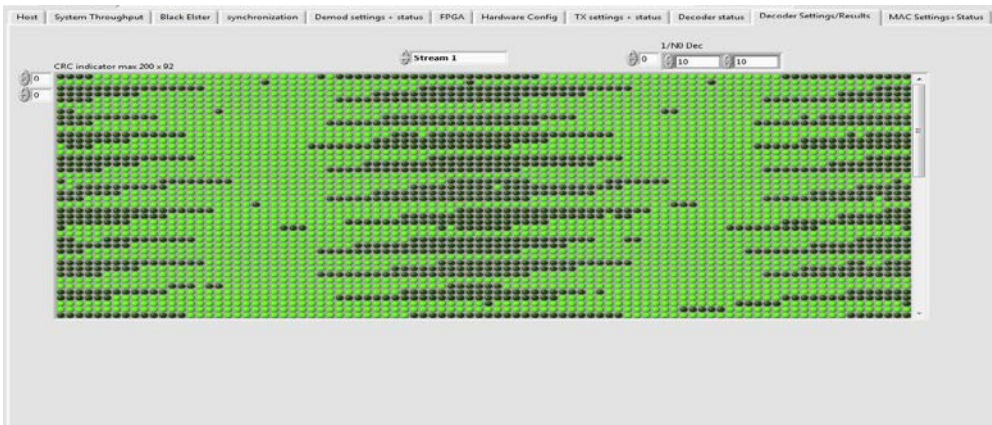 Host System Throughput Black Elster synchronization Demod settings + status FPGA Hardware Config TX settings + status Decoder status Decoder Settings/Results MAC Settings+Status
1/N0 Dec
Stream 1 0 10 10
CRC indicator max 200 x 92
0
0